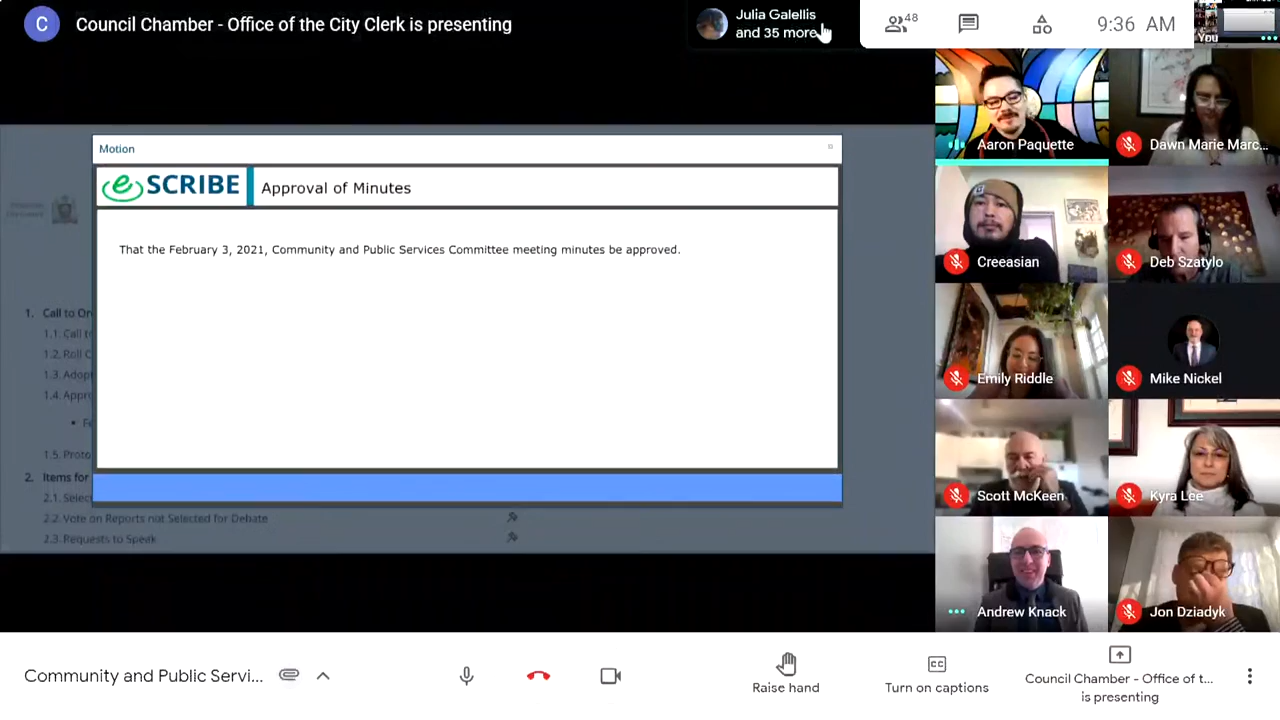 C
Council Chamber - Office of the City Clerk is presenting
Julia Galellis
and 35 more
48
9:36 AM
You
Motion
eSCRIBE
Approval of Minutes
That the February 3, 2021, Community and Public Services Committee meeting minutes be approved.
1. Call to Or
1.1. Call t
1.2. Roll C
1.3. Adop
1.4. Appr
1.5. Proto
2. Items for
2.1. Selec
2.2. Vote on Reports not Selected for Debate
2.3. Requests to Speak
Aaron Paquette
Dawn Marie Marc...
Creeasian
Deb Szatylo
Emily Riddle
Mike Nickel
Scott McKeen
Kyra Lee
Andrew Knack
Jon Dziadyk
Community and Public Servi...
Raise hand
Turn on captions
Council Chamber - Office of t...
is presenting